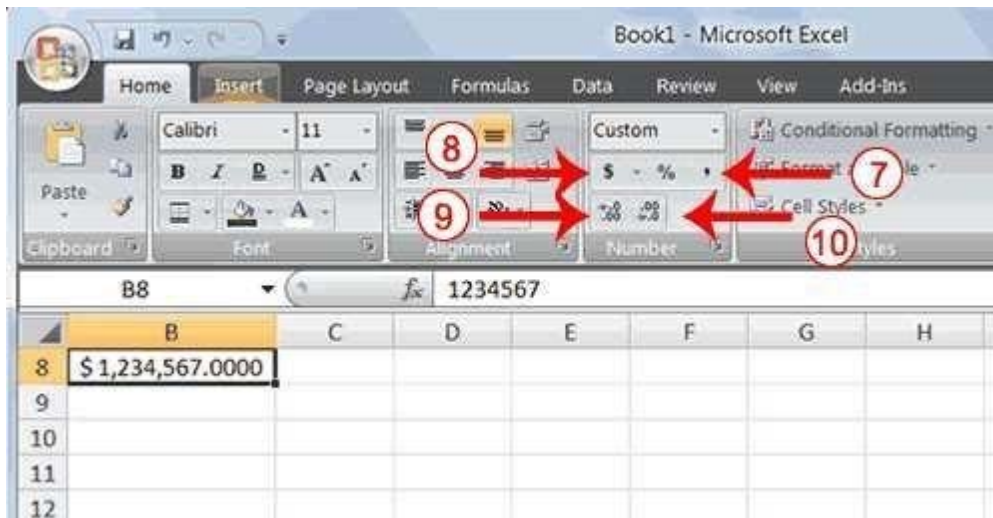 Book1 - Microsoft Excel
Home Insert Page Layout Formulas Data Review View Add-Ins
Calibri 11 Custom Conditional Formatting
8 7
B I U A A $ % ,
Paste
9 A .00 Cell Styles
10
Clipboard Font Alignment Number
B8 fx 1234567
B C D E F G H
8 $ 1,234,567.0000
9
10
11
12